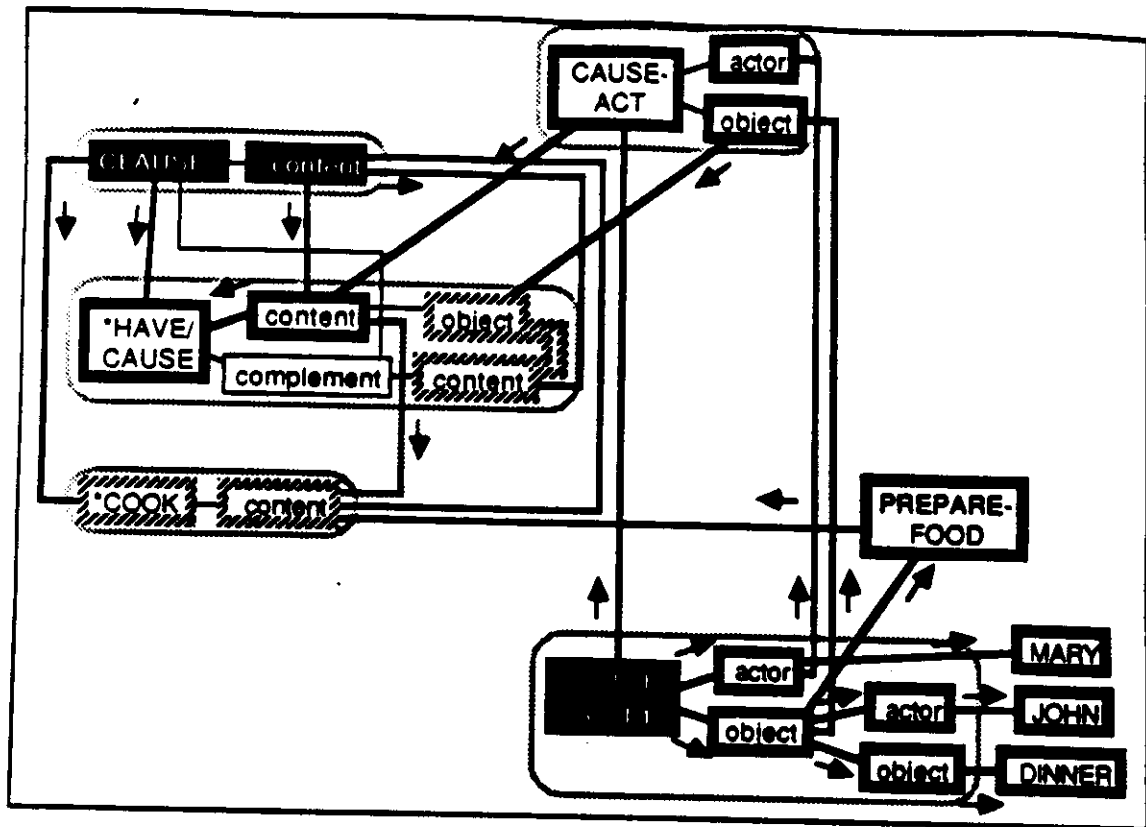 actor
CAUSE-
ACT
object
CLAUSE
content
content
object
*HAVE/
CAUSE
complement
content
*COOK
content
PREPARE-
FOOD
MARY
actor
actor
JOHN
object
object
DINNER